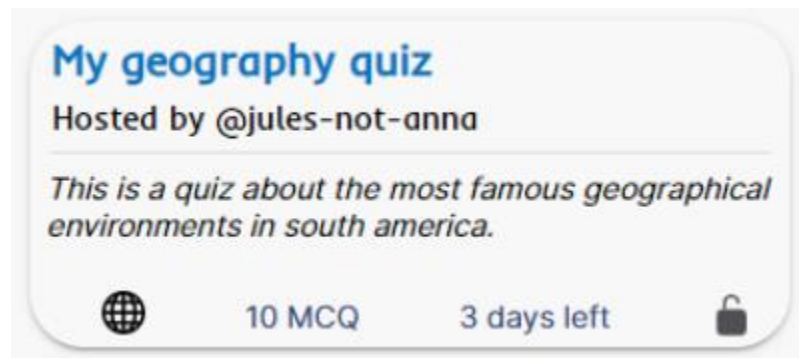 My geography quiz
Hosted by @jules-not-anna
This is a quiz about the most famous geographical
environments in south america.
10 MCQ 3 days left